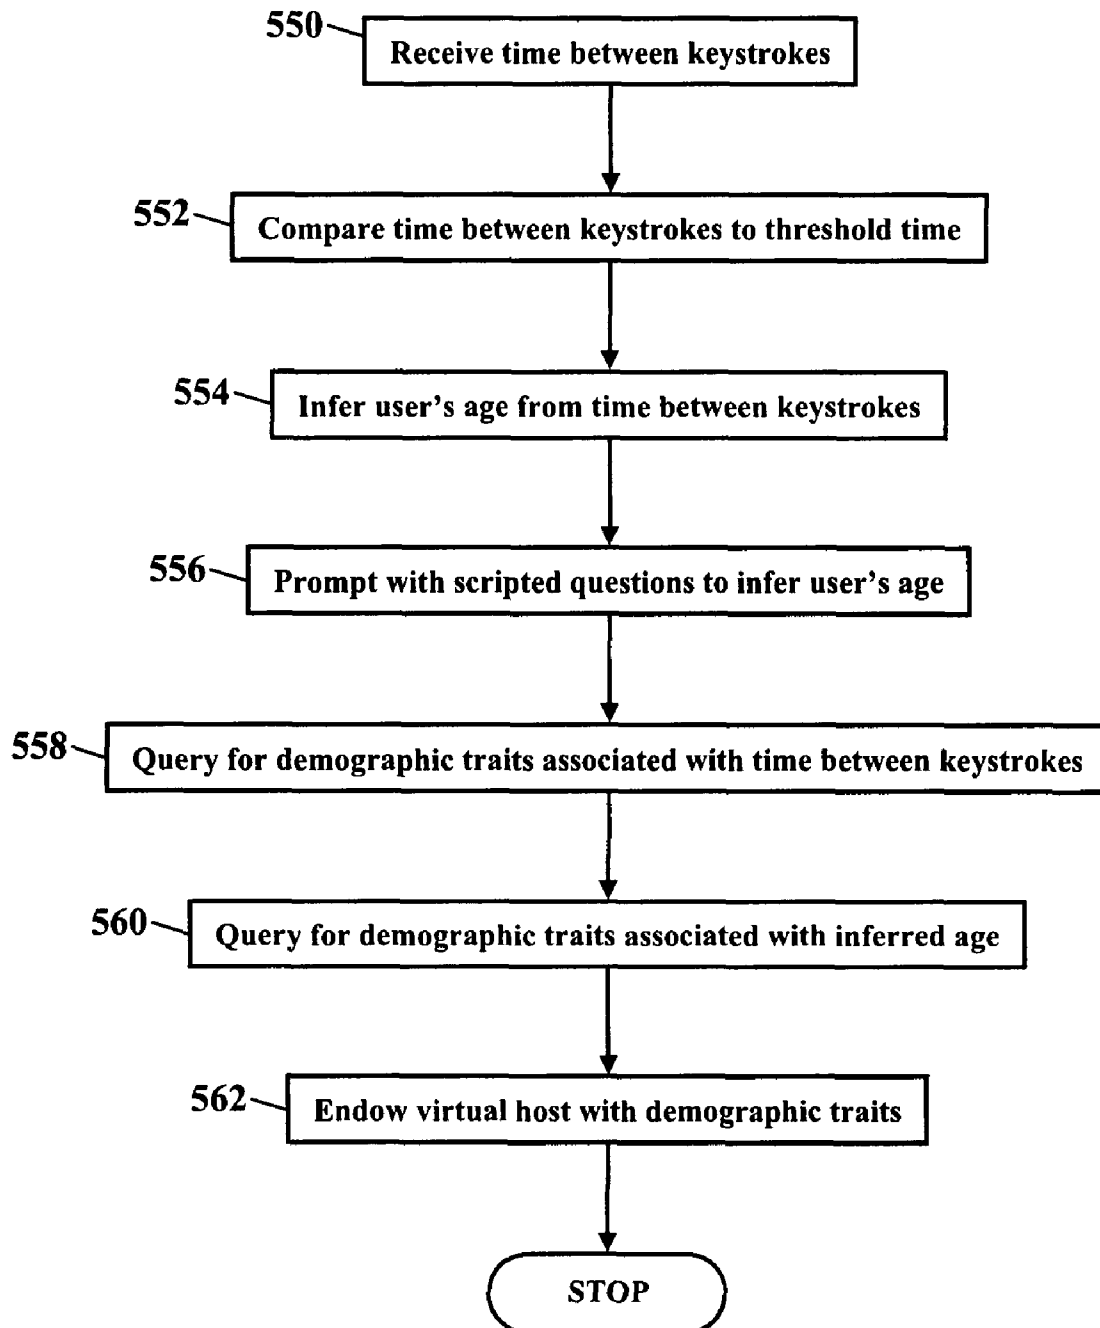 550
Receive time between keystrokes
552
Compare time between keystrokes to threshold time
554
Infer user's age from time between keystrokes
556
Prompt with scripted questions to infer user's age
558
Query for demographic traits associated with time between keystrokes
560
Query for demographic traits associated with inferred age
562
Endow virtual host with demographic traits
STOP